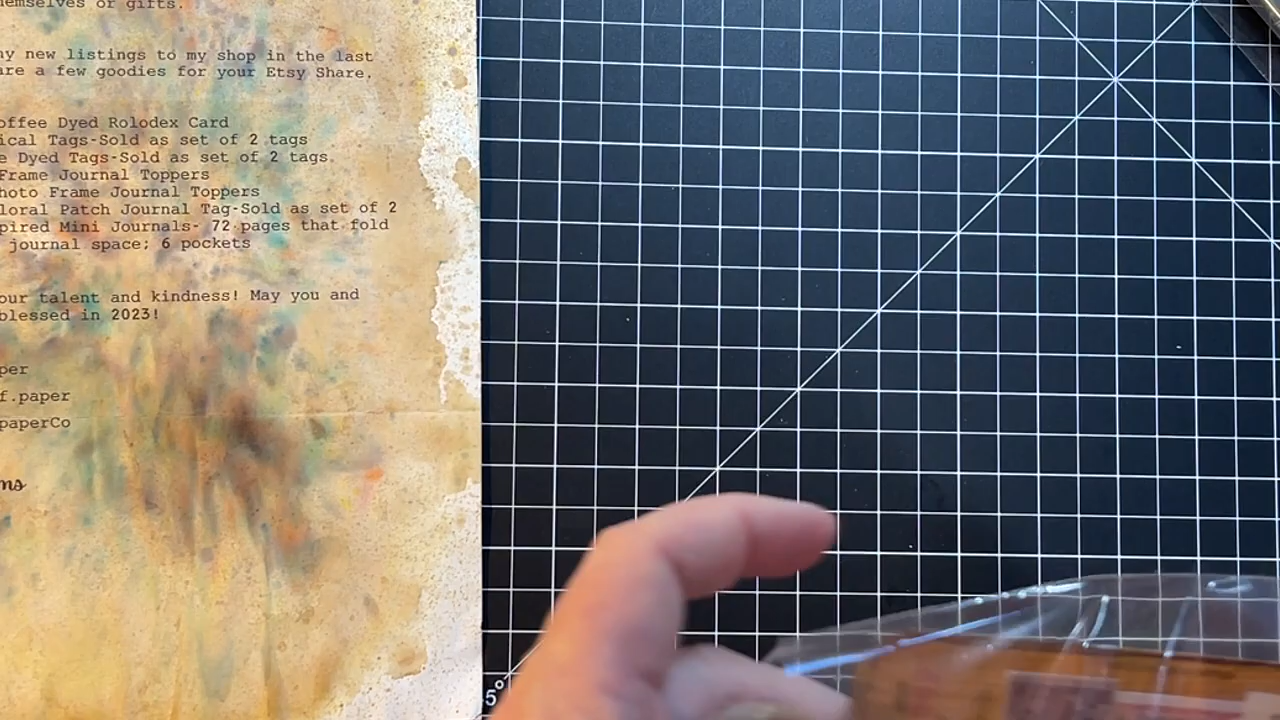 emselves or gifts.
ny new listings to my shop in the last
are a few goodies for your Etsy Share.
offee Dyed Rolodex Card
ical Tags-Sold as set of 2 tags
e Dyed Tags-Sold as set of 2 tags.
Frame Journal Toppers
hoto Frame Journal Toppers
loral Patch Journal Tag-Sold as set of 2
pired Mini Journals- 72 pages that fold
journal space; 6 pockets
our talent and kindness! May you and
blessed in 2023!
per
f.paper
paperCo
ms
5°